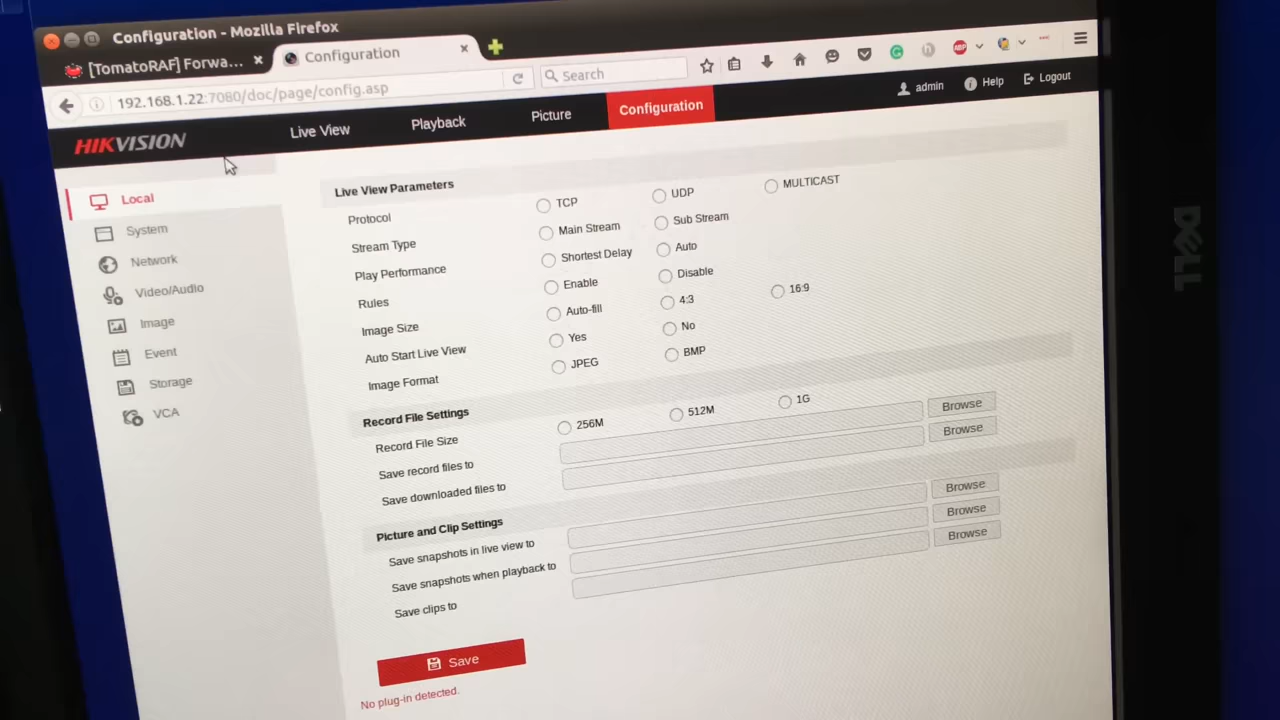 Configuration - Mozilla Firefox
[TomatoRAF] Forwa... Configuration
192.168.1.22:7080/doc/page/config.asp Search ABP
HIKVISION Live View Playback Picture Configuration admin Help Logout
Local
System
Network
Video/Audio
Image
Event
Storage
VCA
Live View Parameters
Protocol TCP UDP MULTICAST
Stream Type Main Stream Sub Stream
Play Performance Shortest Delay Auto
Rules Enable Disable
Image Size Auto-fill 4:3 16:9
Auto Start Live View Yes No
Image Format JPEG BMP
Record File Settings
Record File Size 256M 512M 1G
Save record files to Browse
Save downloaded files to Browse
Picture and Clip Settings
Save snapshots in live view to Browse
Save snapshots when playback to Browse
Save clips to Browse
Save
No plug-in detected.
DELL